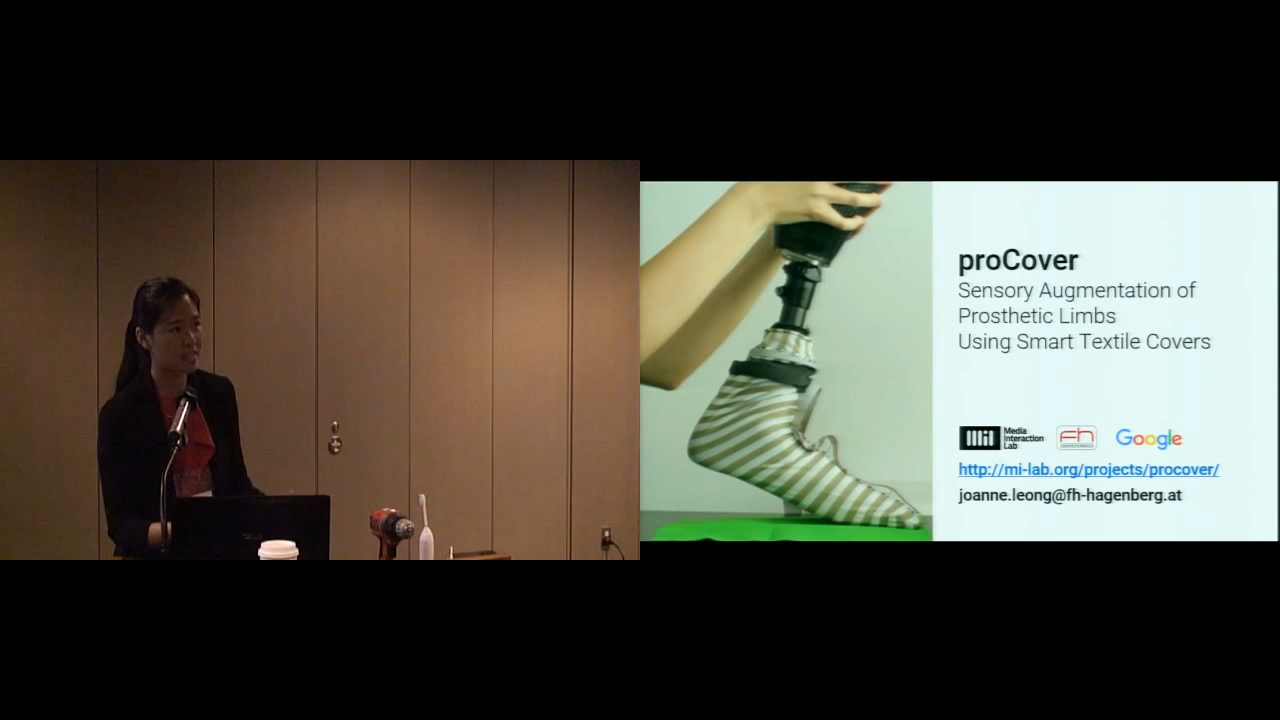 proCover
Sensory Augmentation of
Prosthetic Limbs
Using Smart Textile Covers
Media
Interaction
Lab
fh
Google
http://mi-lab.org/projects/procover/
joanne.leong@fh-hagenberg.at